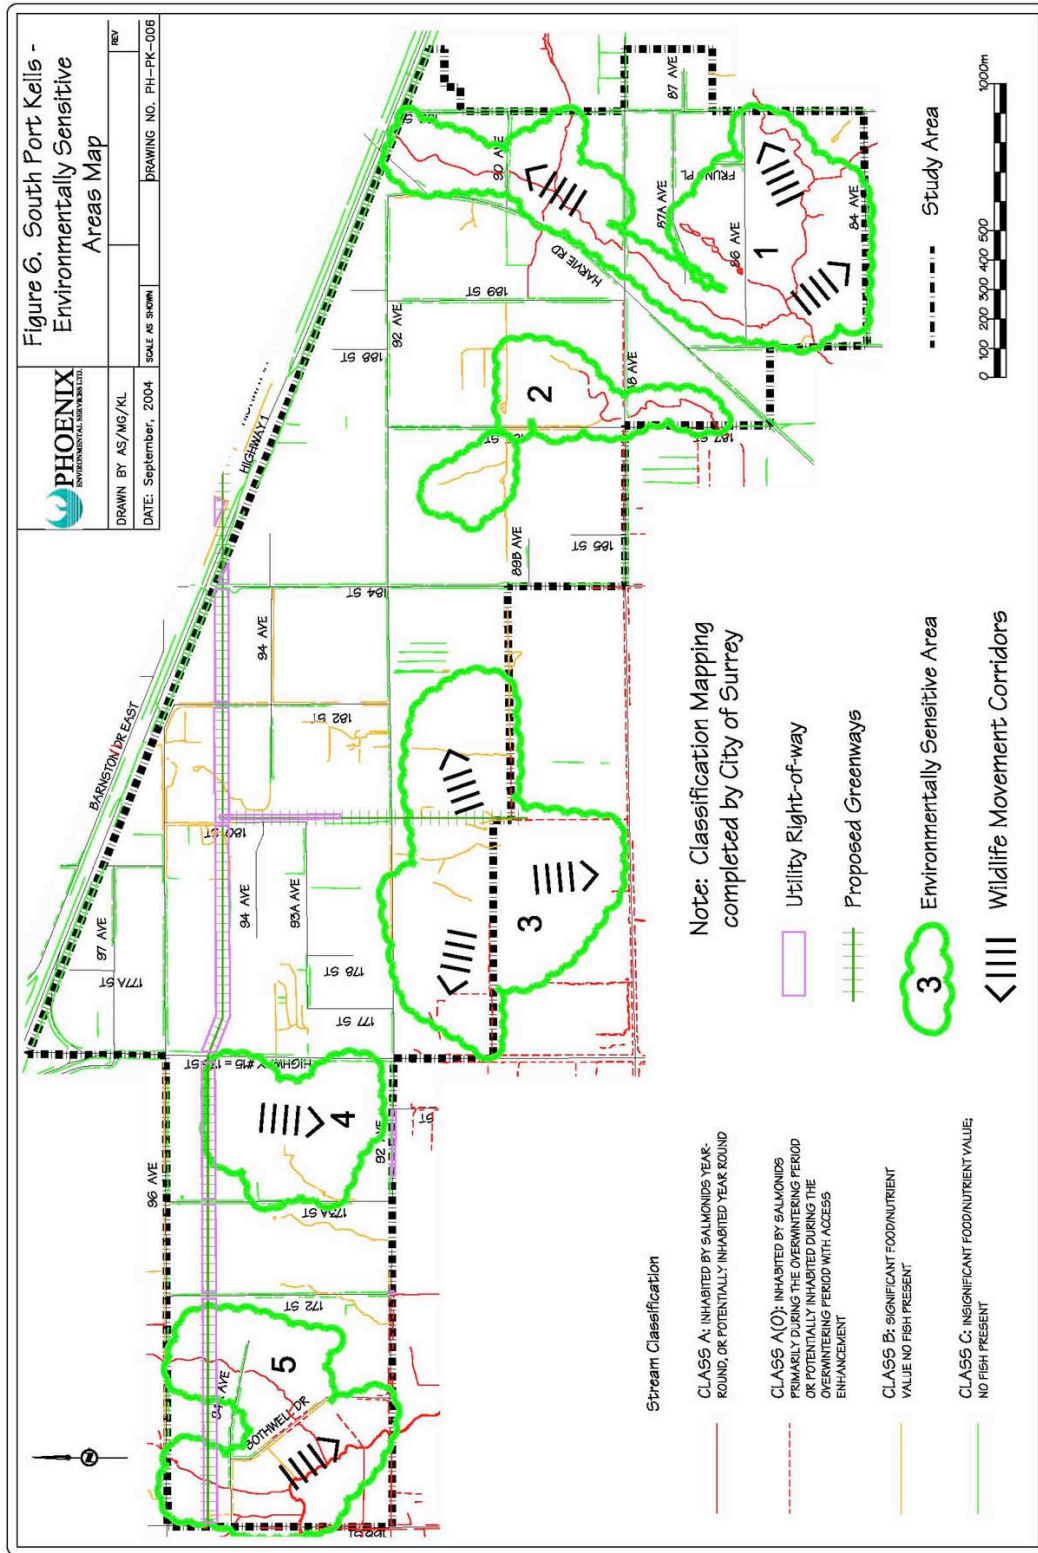 Figure 6. South Port Kells -
Environmentally Sensitive
Areas Map
PHOENIX
ENVIRONMENTAL SERVICES LTD.
DRAWN BY AS/MG/KL
DATE: September, 2004
SCALE AS SHOWN
REV
DRAWING NO. PH-PK-006
BARNSTON DR EAST
HIGHWAY 1
97 AVE
177A ST
96 AVE
94 AVE
94 AVE
93A AVE
180 ST
182 ST
184 ST
178 ST
177 ST
92 AVE
188 ST
189 ST
90 AVE
HARVIE RD
87 AVE
87A AVE
86 AVE
84 AVE
89B AVE
185 ST
187 ST
173A ST
172 ST
BOTHWELL DR
1
2
3
4
5
Note: Classification Mapping
completed by City of Surrey
Utility Right-of-way
Proposed Greenways
3
Environmentally Sensitive Area
Wildlife Movement Corridors
Study Area
0 100 200 300 400 500 1000m
Stream Classification
CLASS A: INHABITED BY SALMONIDS YEAR-
ROUND, OR POTENTIALLY INHABITED YEAR ROUND
CLASS A(O): INHABITED BY SALMONIDS
PRIMARILY DURING THE OVERWINTERING PERIOD
OR POTENTIALLY INHABITED DURING THE
OVERWINTERING PERIOD WITH ACCESS
ENHANCEMENT
CLASS B: SIGNIFICANT FOOD/NUTRIENT
VALUE NO FISH PRESENT
CLASS C: INSIGNIFICANT FOOD/NUTRIENT VALUE;
NO FISH PRESENT